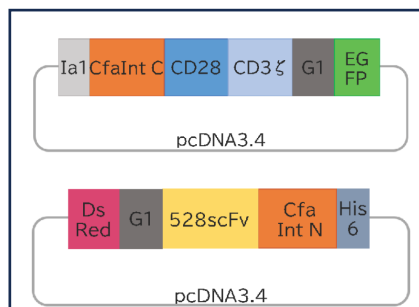 Ia1 CfaInt C CD28 CD3ζ G1 EG FP
pcDNA3.4
Ds Red G1 528scFv Cfa Int N His 6
pcDNA3.4